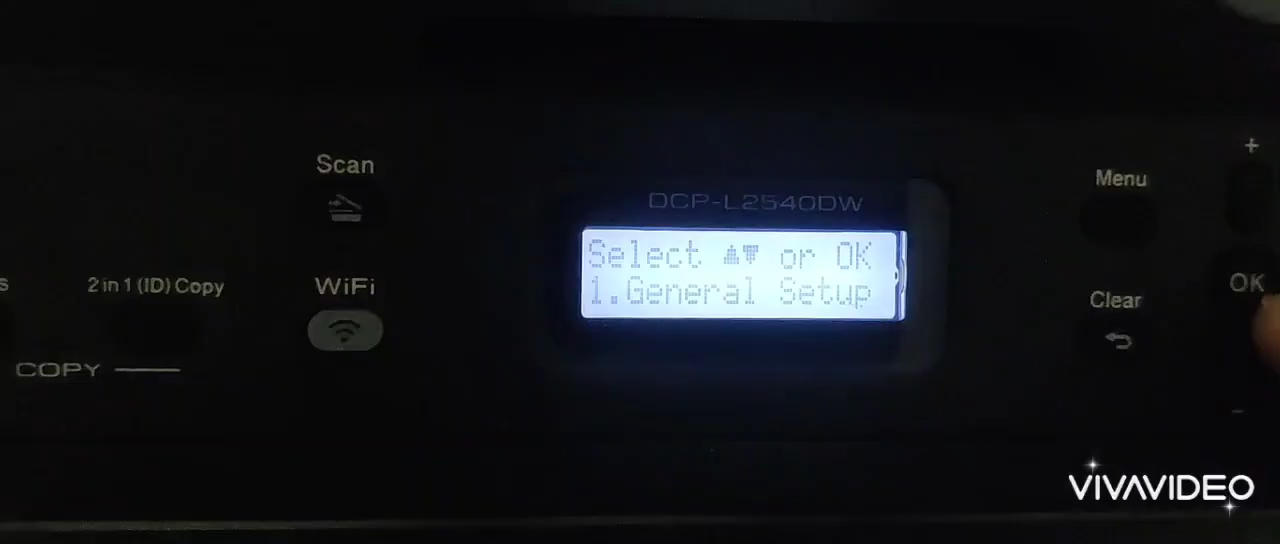 Scan
DCP-L2540DW
Menu
+
Select ▲▼ or OK
1.General Setup
s
2 in 1 (ID) Copy
WiFi
Clear
OK
COPY
-
VIVAVIDEO